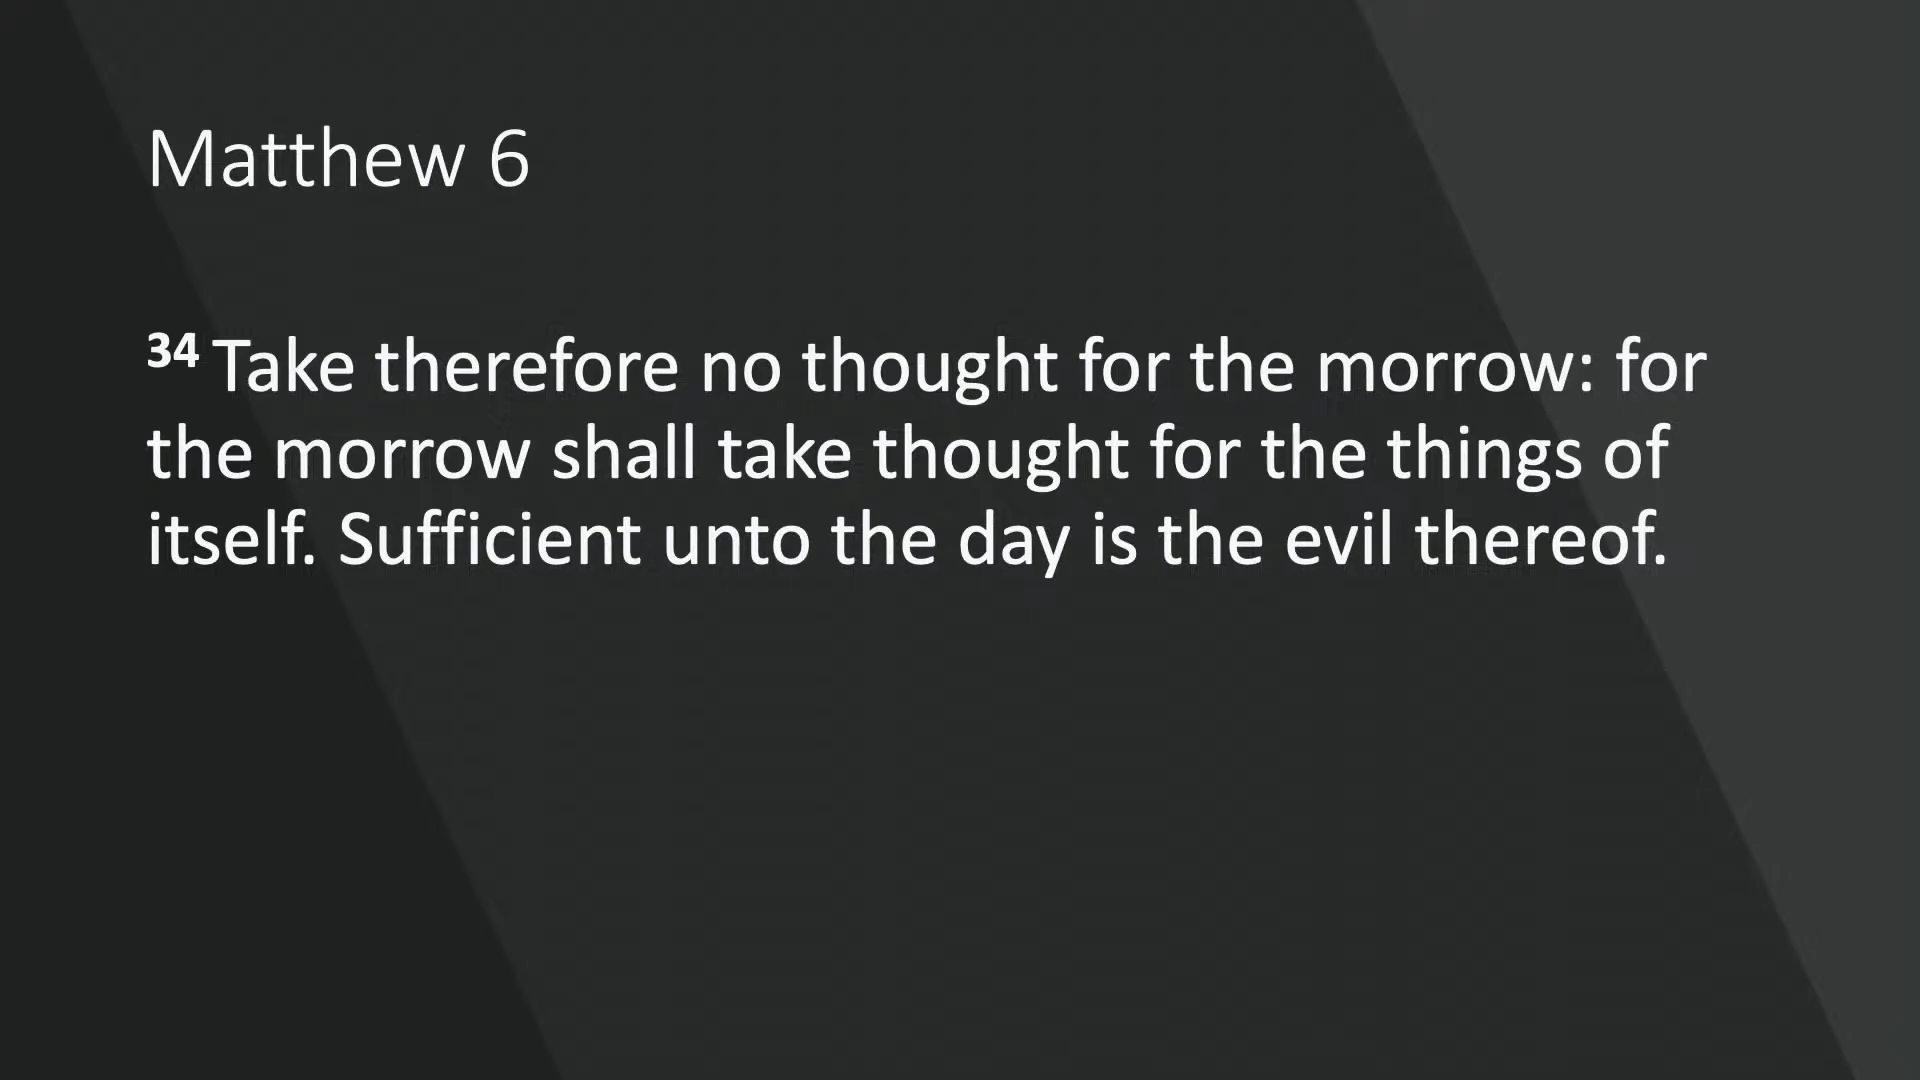 Matthew 6
34 Take therefore no thought for the morrow: for
the morrow shall take thought for the things of
itself. Sufficient unto the day is the evil thereof.